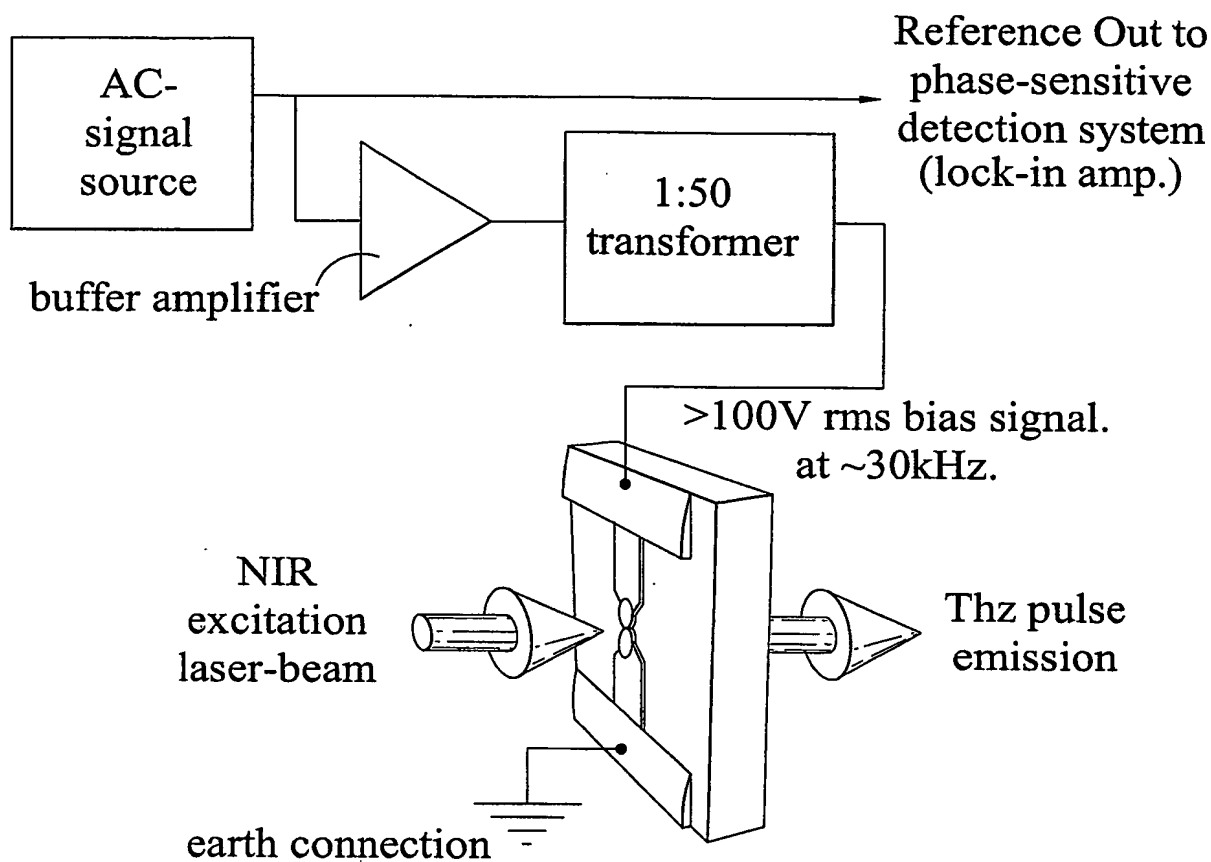 AC-
signal
source
Reference Out to
phase-sensitive
detection system
(lock-in amp.)
buffer amplifier
1:50
transformer
>100V rms bias signal.
at ~30kHz.
NIR
excitation
laser-beam
Thz pulse
emission
earth connection